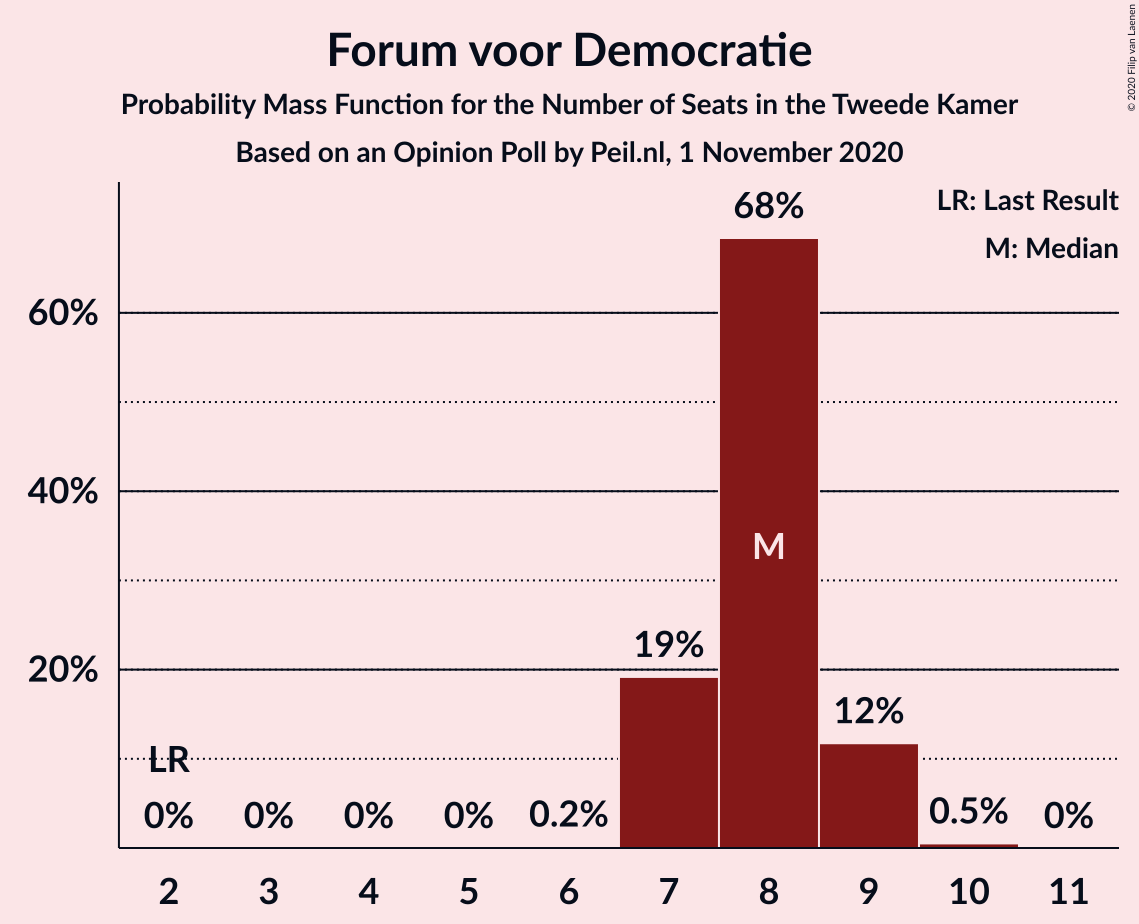 Forum voor Democratie
Probability Mass Function for the Number of Seats in the Tweede Kamer
Based on an Opinion Poll by Peil.nl, 1 November 2020
© 2020 Filip van Laenen
LR: Last Result
M: Median
68%
60%
40%
M
19%
20%
12%
LR
0% 0% 0% 0% 0.2% 0.5% 0%
2 3 4 5 6 7 8 9 10 11